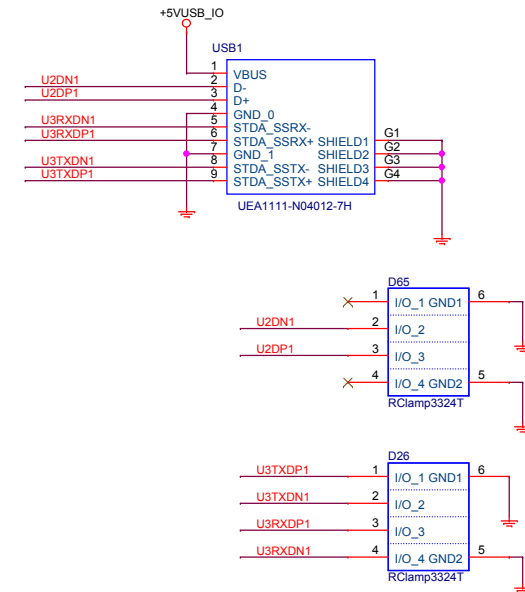 +5VUSB_IO
USB1
1 VBUS
U2DN1 2 D-
U2DP1 3 D+
4 GND_0
U3RXDN1 5 STDA_SSRX-
U3RXDP1 6 STDA_SSRX+ SHIELD1 G1
7 GND_1 SHIELD2 G2
U3TXDN1 8 STDA_SSTX- SHIELD3 G3
U3TXDP1 9 STDA_SSTX+ SHIELD4 G4
UEA1111-N04012-7H
D65
1 I/O_1 GND1 6
U2DN1 2 I/O_2
U2DP1 3 I/O_3
4 I/O_4 GND2 5
RClamp3324T
D26
U3TXDP1 1 I/O_1 GND1 6
U3TXDN1 2 I/O_2
U3RXDP1 3 I/O_3
U3RXDN1 4 I/O_4 GND2 5
RClamp3324T